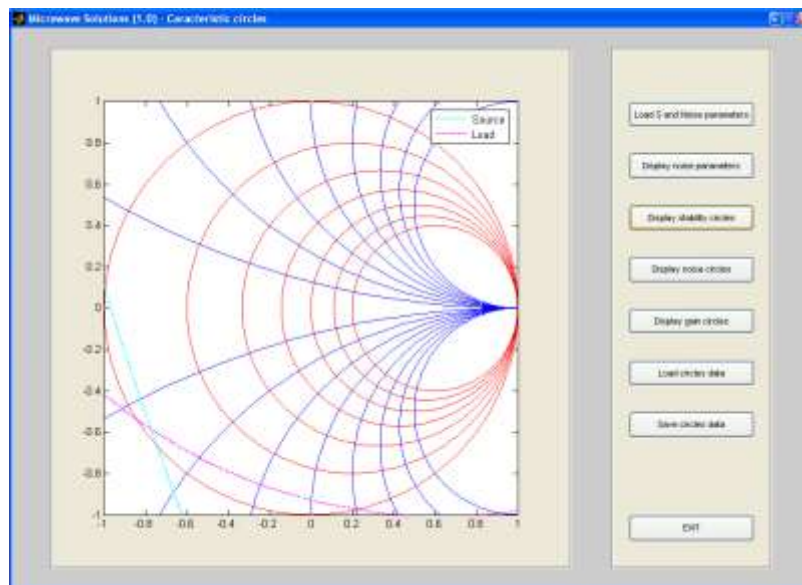 Microwave Solutions (1.0) - Caracteristic circles
1
0.8
0.6
0.4
0.2
0
-0.2
-0.4
-0.6
-0.8
-1
-1
-0.8
-0.6
-0.4
-0.2
0
0.2
0.4
0.6
0.8
1
Source
Load
Load S and Noise parameters
Display noise parameters
Display stability circles
Display noise circles
Display gain circles
Load circles data
Save circles data
EXIT